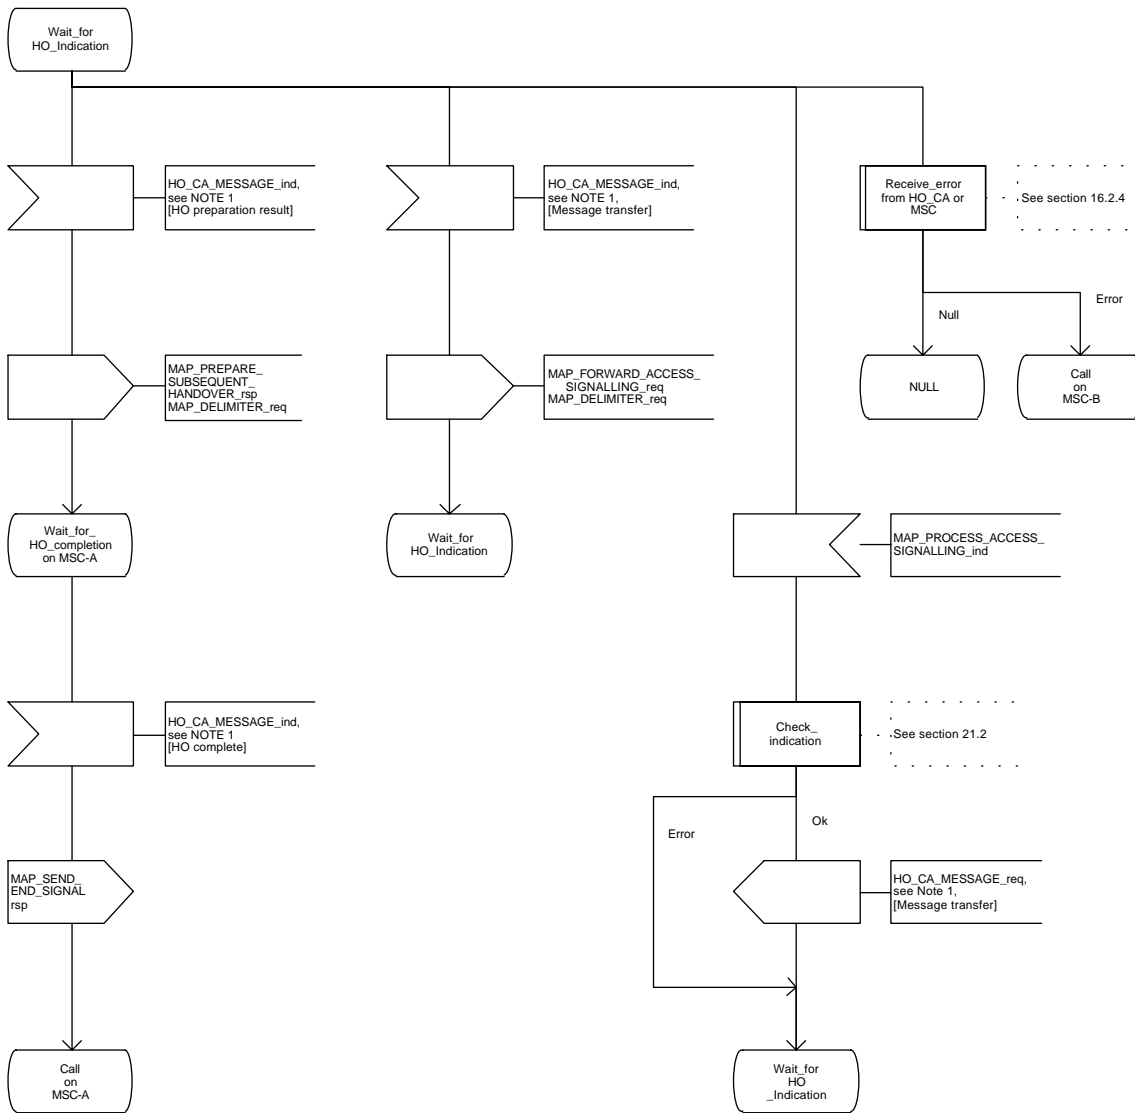 Wait_for
HO_Indication
HO_CA_MESSAGE_ind,
see NOTE 1
[HO preparation result]
HO_CA_MESSAGE_ind,
see NOTE 1,
[Message transfer]
Receive_error
from HO_CA or
MSC
See section 16.2.4
Null
Error
MAP_PREPARE_
SUBSEQUENT_
HANDOVER_rsp
MAP_DELIMITER_req
MAP_FORWARD_ACCESS_
SIGNALLING_req
MAP_DELIMITER_req
NULL
Call
on
MSC-B
Wait_for_
HO_completion
on MSC-A
Wait_for
HO_Indication
MAP_PROCESS_ACCESS_
SIGNALLING_ind
HO_CA_MESSAGE_ind,
see NOTE 1
[HO complete]
Check_
indication
See section 21.2
Error
Ok
MAP_SEND_
END_SIGNAL
rsp
HO_CA_MESSAGE_req,
see Note 1,
[Message transfer]
Call
on
MSC-A
Wait_for
HO
_Indication